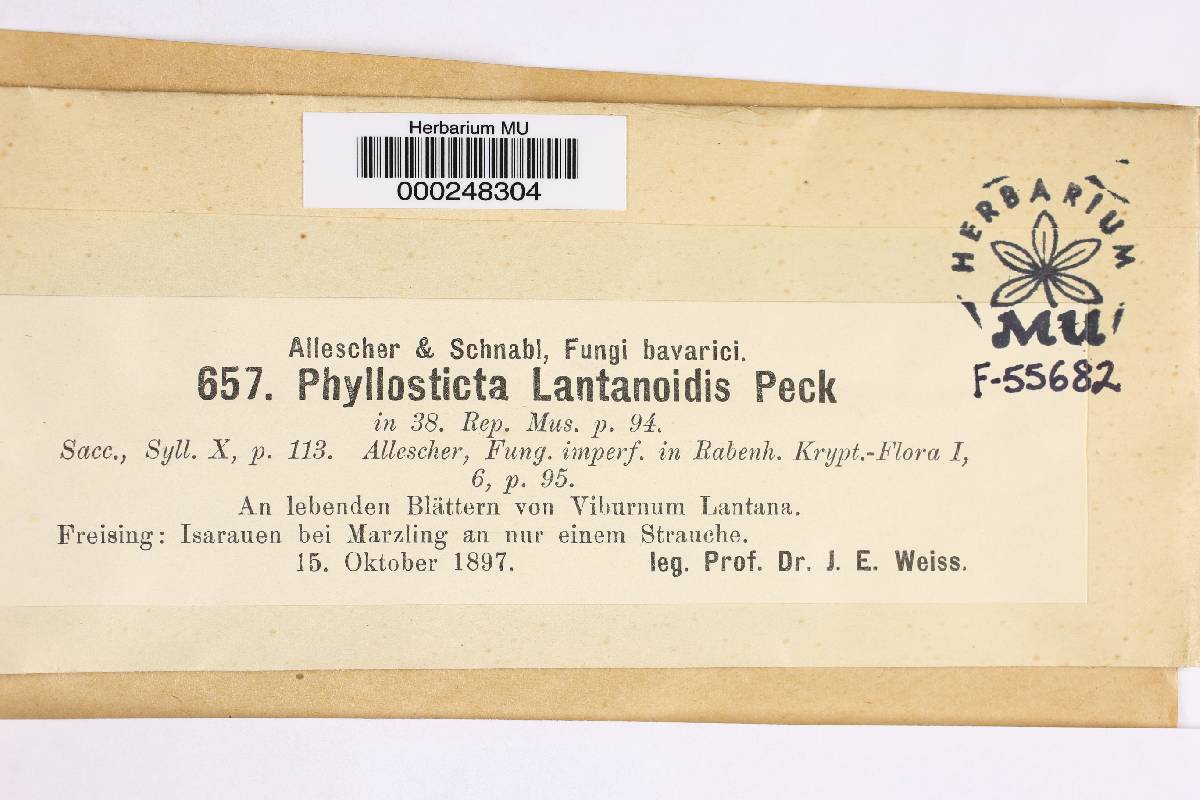 Herbarium MU
000248304
HERBARIUM
MU
F-55682
Allescher & Schnabl, Fungi bavarici.
657. Phyllosticta Lantanoidis Peck
in 38. Rep. Mus. p. 94.
Sacc., Syll. X, p. 113. Allescher, Fung. imperf. in Rabenh. Krypt.-Flora I,
6, p. 95.
An lebenden Blättern von Viburnum Lantana.
Freising: Isarauen bei Marzling an nur einem Strauche.
15. Oktober 1897. leg. Prof. Dr. J. E. Weiss.